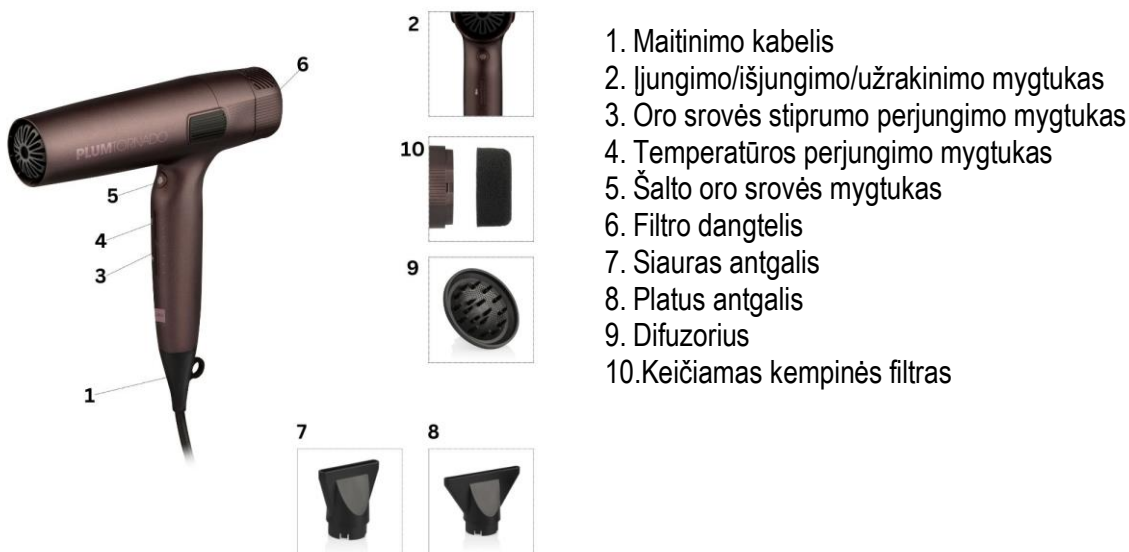 2
6
10
PLUMTORNADO
5
4
3
9
1
7
8
1. Maitinimo kabelis
2. Įjungimo/išjungimo/užrakinimo mygtukas
3. Oro srovės stiprumo perjungimo mygtukas
4. Temperatūros perjungimo mygtukas
5. Šalto oro srovės mygtukas
6. Filtro dangtelis
7. Siauras antgalis
8. Platus antgalis
9. Difuzorius
10.Keičiamas kempinės filtras